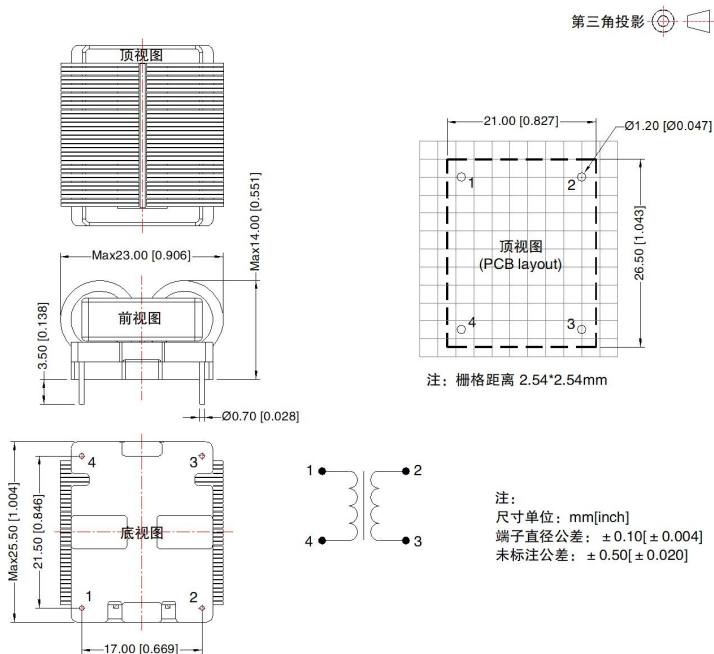 第三角投影
顶视图
Max23.00 [0.906]
Max14.00 [0.551]
前视图
3.50 [0.138]
Ø0.70 [0.028]
21.00 [0.827]
Ø1.20 [Ø0.047]
1
2
顶视图
(PCB layout)
26.50 [1.043]
4
3
注：栅格距离 2.54*2.54mm
4
3
底视图
1
2
Max25.50 [1.004]
21.50 [0.846]
17.00 [0.669]
1
2
4
3
注：
尺寸单位：mm[inch]
端子直径公差：±0.10[±0.004]
未标注公差：±0.50[±0.020]